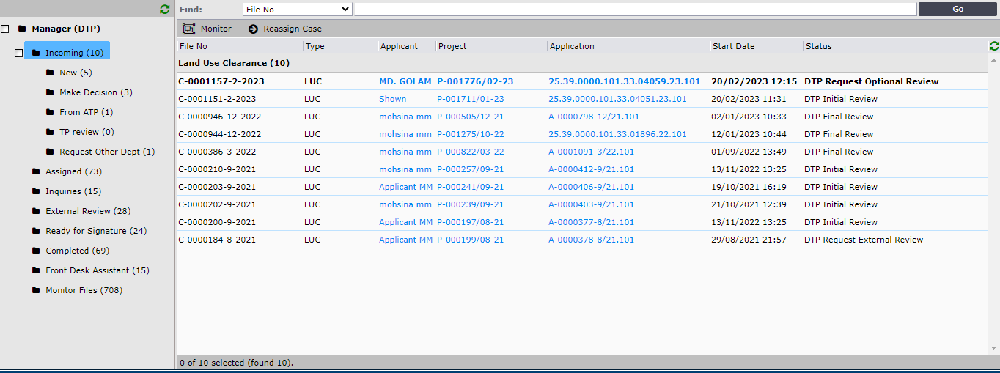 Find: File No Go
Monitor Reassign Case
Manager (DTP)
Incoming (10)
New (5)
Make Decision (3)
From ATP (1)
TP review (0)
Request Other Dept (1)
Assigned (73)
Inquiries (15)
External Review (28)
Ready for Signature (24)
Completed (69)
Front Desk Assistant (15)
Monitor Files (708)
File No Type Applicant Project Application Start Date Status
Land Use Clearance (10)
C-0001157-2-2023 LUC MD. GOLAM P-001776/02-23 25.39.0000.101.33.04059.23.101 20/02/2023 12:15 DTP Request Optional Review
C-0001151-2-2023 LUC Shown P-001711/01-23 25.39.0000.101.33.04051.23.101 20/02/2023 11:31 DTP Initial Review
C-0000946-12-2022 LUC mohsina mm P-000505/12-21 A-0000798-12/21.101 02/01/2023 10:33 DTP Final Review
C-0000944-12-2022 LUC mohsina mm P-001275/10-22 25.39.0000.101.33.01896.22.101 12/01/2023 10:44 DTP Final Review
C-0000386-3-2022 LUC mohsina mm P-000822/03-22 A-0001091-3/22.101 01/09/2022 13:49 DTP Final Review
C-0000210-9-2021 LUC mohsina mm P-000257/09-21 A-0000412-9/21.101 13/11/2022 13:25 DTP Initial Review
C-0000203-9-2021 LUC Applicant MM P-000241/09-21 A-0000406-9/21.101 19/10/2021 16:19 DTP Initial Review
C-0000202-9-2021 LUC mohsina mm P-000239/09-21 A-0000403-9/21.101 21/10/2021 12:39 DTP Initial Review
C-0000200-9-2021 LUC Applicant MM P-000197/08-21 A-0000377-8/21.101 13/11/2022 13:25 DTP Initial Review
C-0000184-8-2021 LUC Applicant MM P-000199/08-21 A-0000378-8/21.101 29/08/2021 21:57 DTP Request External Review
0 of 10 selected (found 10).